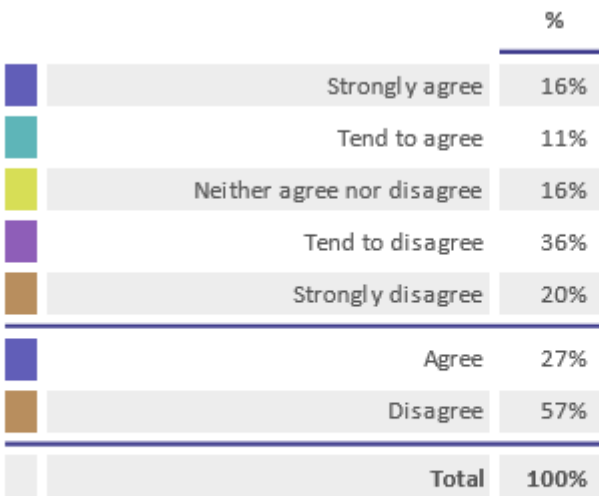 %
Strongly agree 16%
Tend to agree 11%
Neither agree nor disagree 16%
Tend to disagree 36%
Strongly disagree 20%
Agree 27%
Disagree 57%
Total 100%